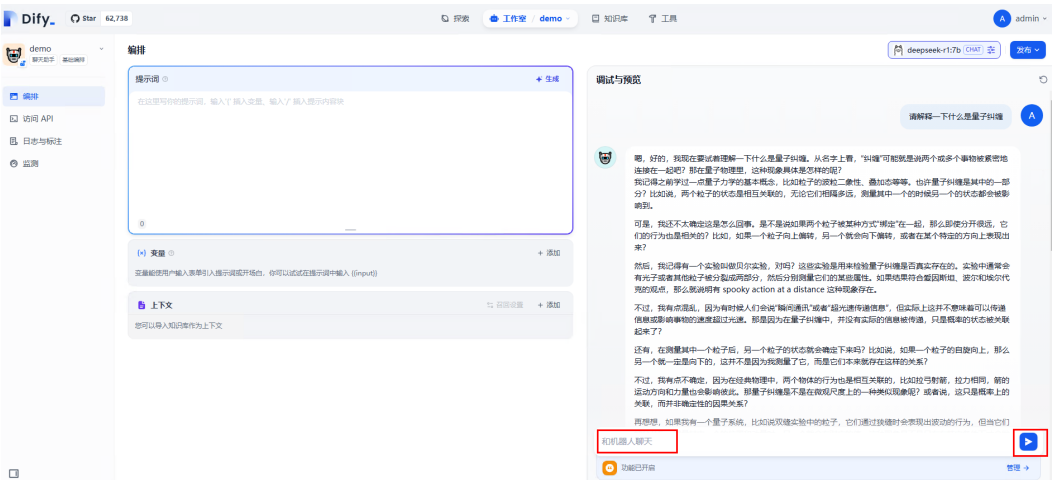 Dify_ Star 62,738 探索 工作室 / demo 知识库 工具 A admin
demo
聊天助手 基础编排
编排
访问 API
日志与标注
监测
编排
deepseek-r1:7b CHAT 发布
提示词 生成
在这里写你的提示词,输入'{' 插入变量、输入'/' 插入提示内容块
0
{x} 变量 + 添加
变量能使用户输入表单引入提示词或开场白,你可以试试在提示词中输入 {{input}}
上下文 召回设置 + 添加
您可以导入知识库作为上下文
调试与预览
请解释一下什么是量子纠缠 A
嗯,好的,我现在要试着理解一下什么是量子纠缠。从名字上看,“纠缠”可能就是说两个或多个事物被紧密地
连接在一起吧?那在量子物理里,这种现象具体是怎样的呢?
我记得之前学过一点量子力学的基本概念,比如粒子的波粒二象性、叠加态等等。也许量子纠缠是其中的一部
分?比如说,两个粒子的状态是相互关联的,无论它们相隔多远,测量其中一个的时候另一个的状态都会被影
响到。
可是,我还不太确定这是怎么回事。是不是说如果两个粒子被某种方式“绑定”在一起,那么即使分开很远,它
们的行为也是相关的?比如,如果一个粒子向上偏转,另一个就会向下偏转,或者在某个特定的方向上表现出
来?
然后,我记得有一个实验叫做贝尔实验,对吗?这些实验是用来检验量子纠缠是否真实存在的。实验中通常会
有光子或者其他粒子被分裂成两部分,然后分别测量它们的某些属性。如果结果符合爱因斯坦、波尔和埃尔代
克的观点,那么就说明有 spooky action at a distance 这种现象存在。
不过,我有点混乱,因为有时候人们会说“瞬间通讯”或者“超光速传递信息”,但实际上这并不意味着可以传递
信息或影响事物的速度超过光速。那是因为在量子纠缠中,并没有实际的信息被传递,只是概率的状态被关联
起来了?
还有,在测量其中一个粒子后,另一个粒子的状态就会确定下来吗?比如说,如果一个粒子的自旋向上,那么
另一个就一定是向下的,这并不是因为我测量了它,而是它们本来就存在这样的关系?
不过,我有点不确定,因为在经典物理中,两个物体的行为也是相互关联的,比如拉弓射箭,拉力相同,箭的
运动方向和力量也会影响彼此。那量子纠缠是不是在微观尺度上的一种类似现象呢?或者说,这只是概率上的
关联,而并非确定性的因果关系?
再想想,如果我有一个量子系统,比如说双缝实验中的粒子,它们通过狭缝时会表现出波动的行为,但当它们
和机器人聊天
功能已开启 管理 →